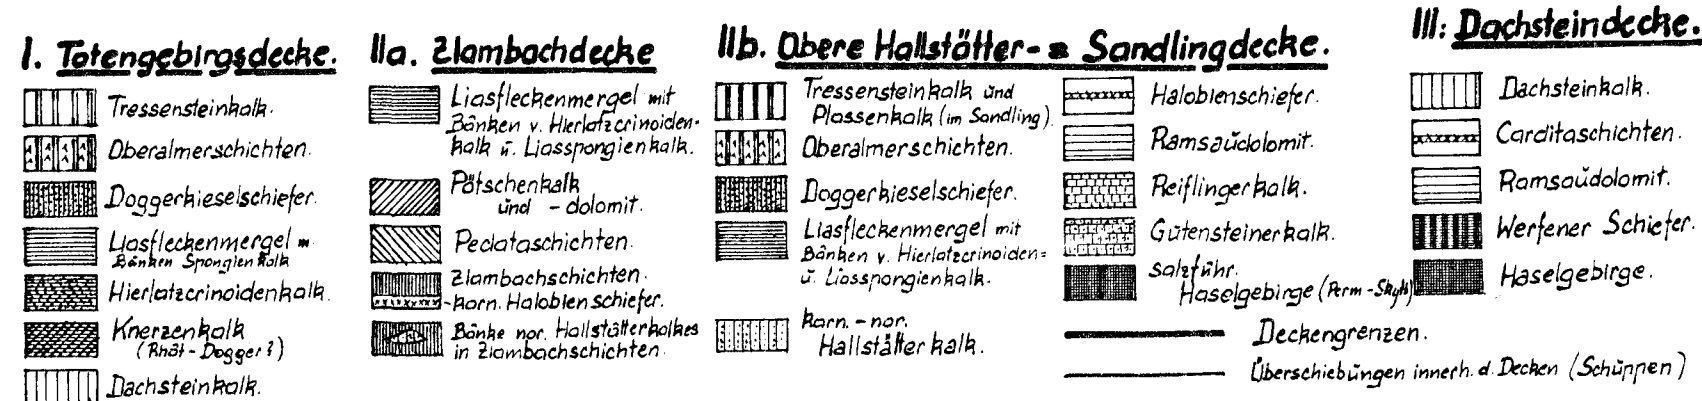 I. Totengebirgsdecke.
Tressensteinkalk.
Oberalmerschichten.
Doggerkieselschiefer.
Liasfleckenmergel m.
Bänken Spongienkalk
Hierlatzcrinoidenkalk.
Knerzenkalk
(Rhät-Dogger?)
Dachsteinkalk.
IIa. Zlambachdecke
Liasfleckenmergel mit
Bänken v. Hierlatzcrinoiden-
kalk u. Liasspongienkalk.
Pötschenkalk
und -dolomit.
Pedataschichten.
Zlambachschichten.
-karn. Halobienschiefer.
Bänke nor. Hallstätterkalkes
in Zlambachschichten.
IIb. Obere Hallstätter- = Sandlingdecke.
Tressensteinkalk und
Plassenkalk (im Sandling).
Oberalmerschichten.
Doggerkieselschiefer.
Liasfleckenmergel mit
Bänken v. Hierlatzcrinoiden=
u. Liasspongienkalk.
karn.-nor.
Hallstätterkalk.
Halobienschiefer.
Ramsaudolomit.
Reiflingerkalk.
Gutensteinerkalk.
salzführ.
Haselgebirge (Perm-Skyth)
III: Dachsteindecke.
Dachsteinkalk.
Carditaschichten.
Ramsaudolomit.
Werfener Schiefer.
Haselgebirge.
Deckengrenzen.
Überschiebungen innerh. d. Decken (Schuppen)